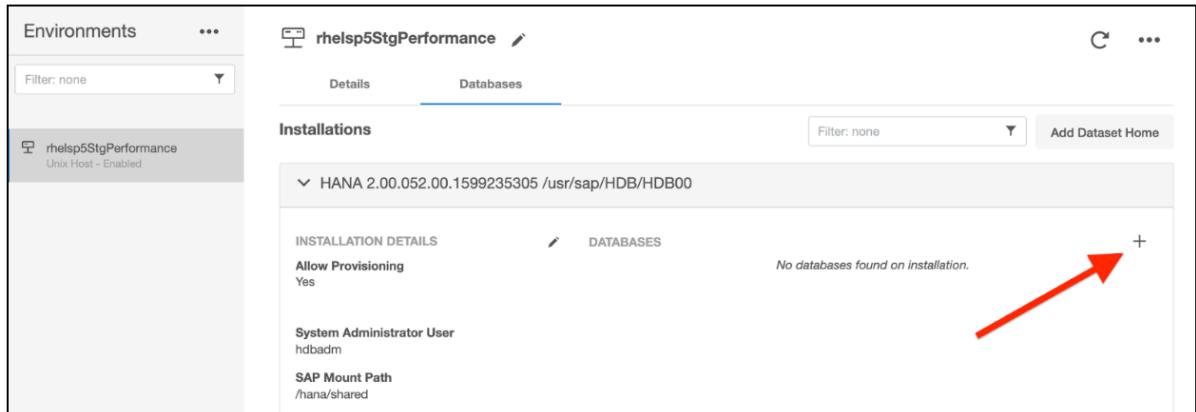 Environments
Filter: none
rhelsp5StgPerformance
Unix Host - Enabled
rhelsp5StgPerformance
Details Databases
Installations
Filter: none
Add Dataset Home
HANA 2.00.052.00.1599235305 /usr/sap/HDB/HDB00
INSTALLATION DETAILS
Allow Provisioning
Yes
System Administrator User
hdbadm
SAP Mount Path
/hana/shared
DATABASES
No databases found on installation.